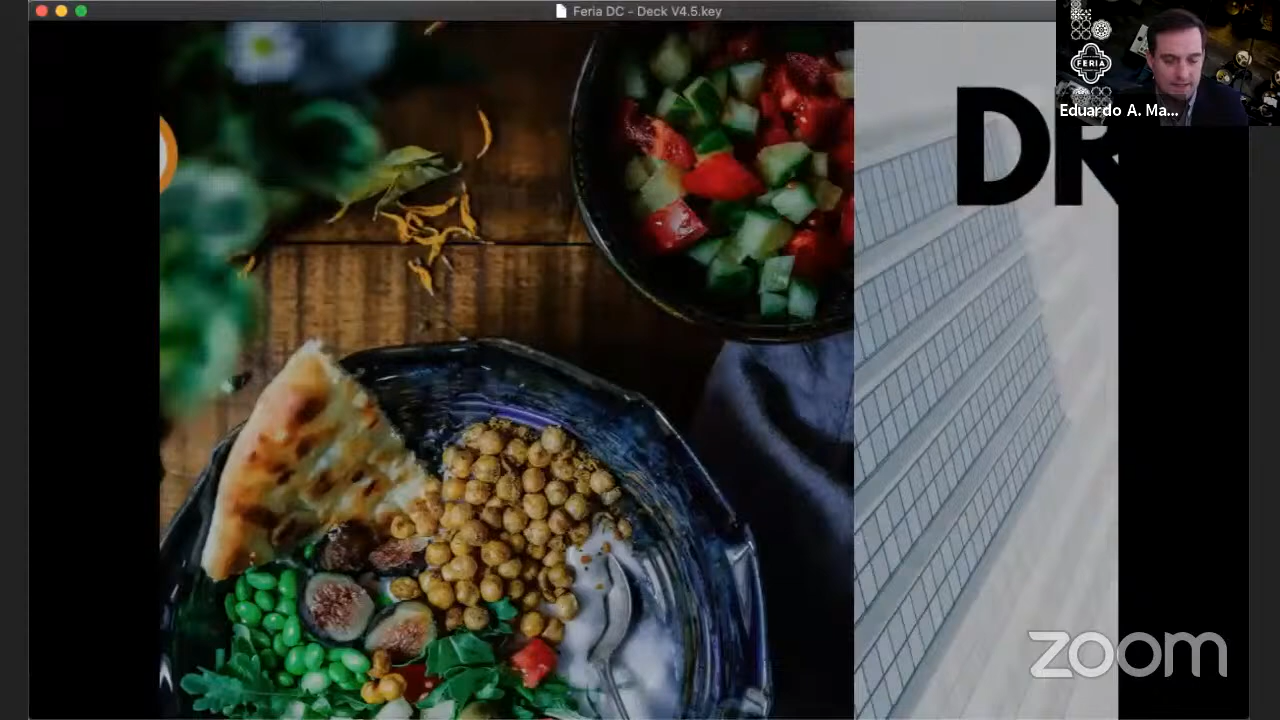 Feria DC - Deck V4.5.key
FERIA
Eduardo A. Ma...
DR
zoom